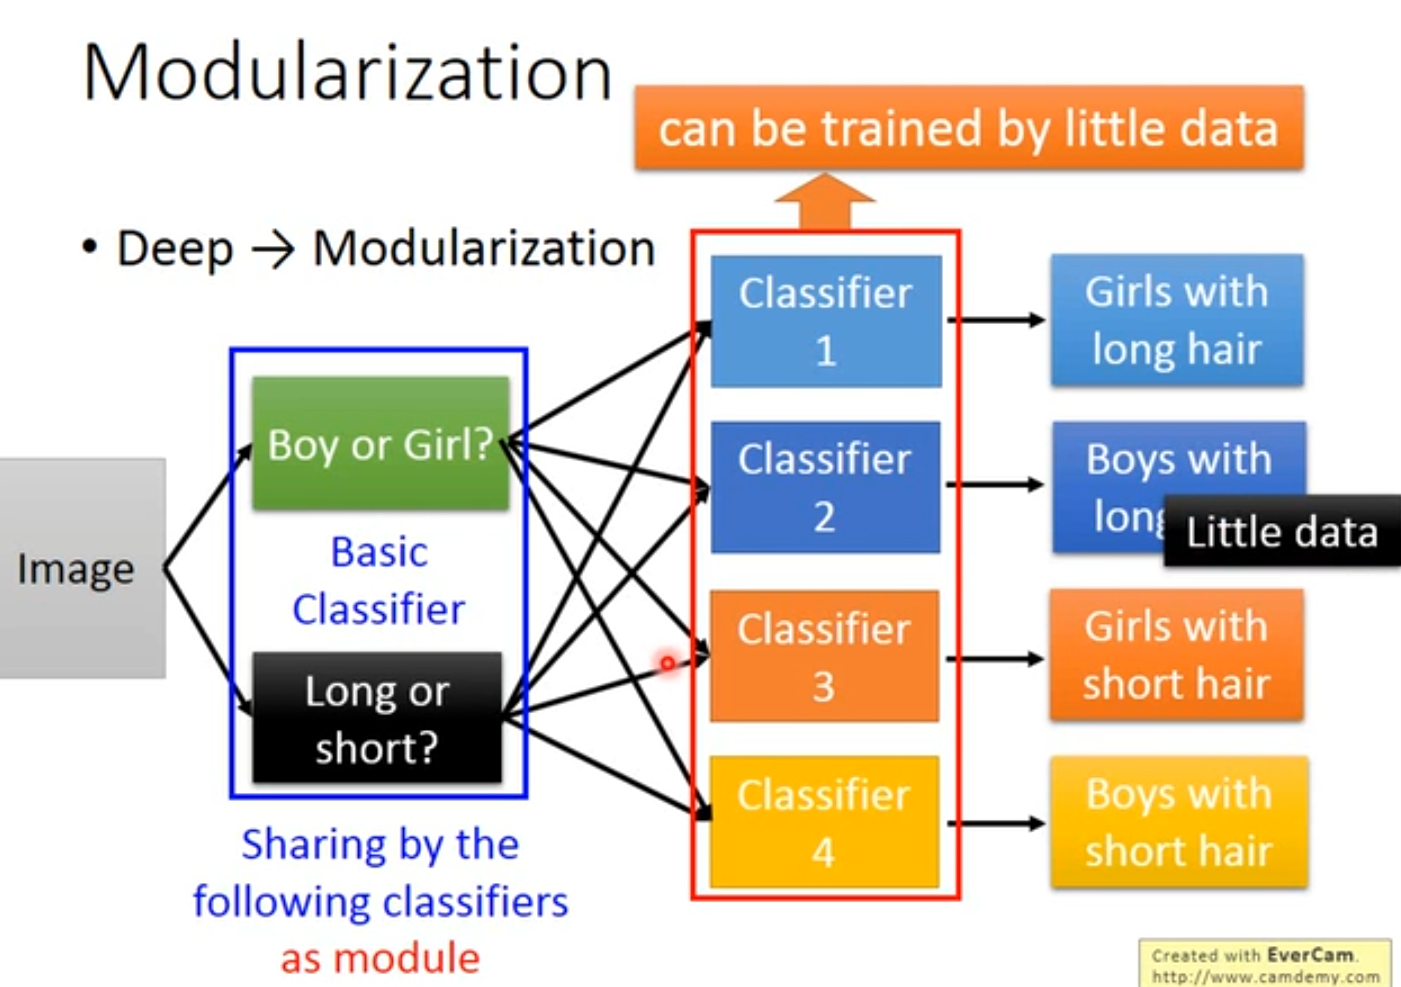 Modularization
can be trained by little data
• Deep → Modularization
Image
Boy or Girl?
Basic
Classifier
Long or
short?
Sharing by the
following classifiers
as module
Classifier
1
Classifier
2
Classifier
3
Classifier
4
Girls with
long hair
Boys with
long
Little data
Girls with
short hair
Boys with
short hair
Created with EverCam.
http://www.camdemy.com